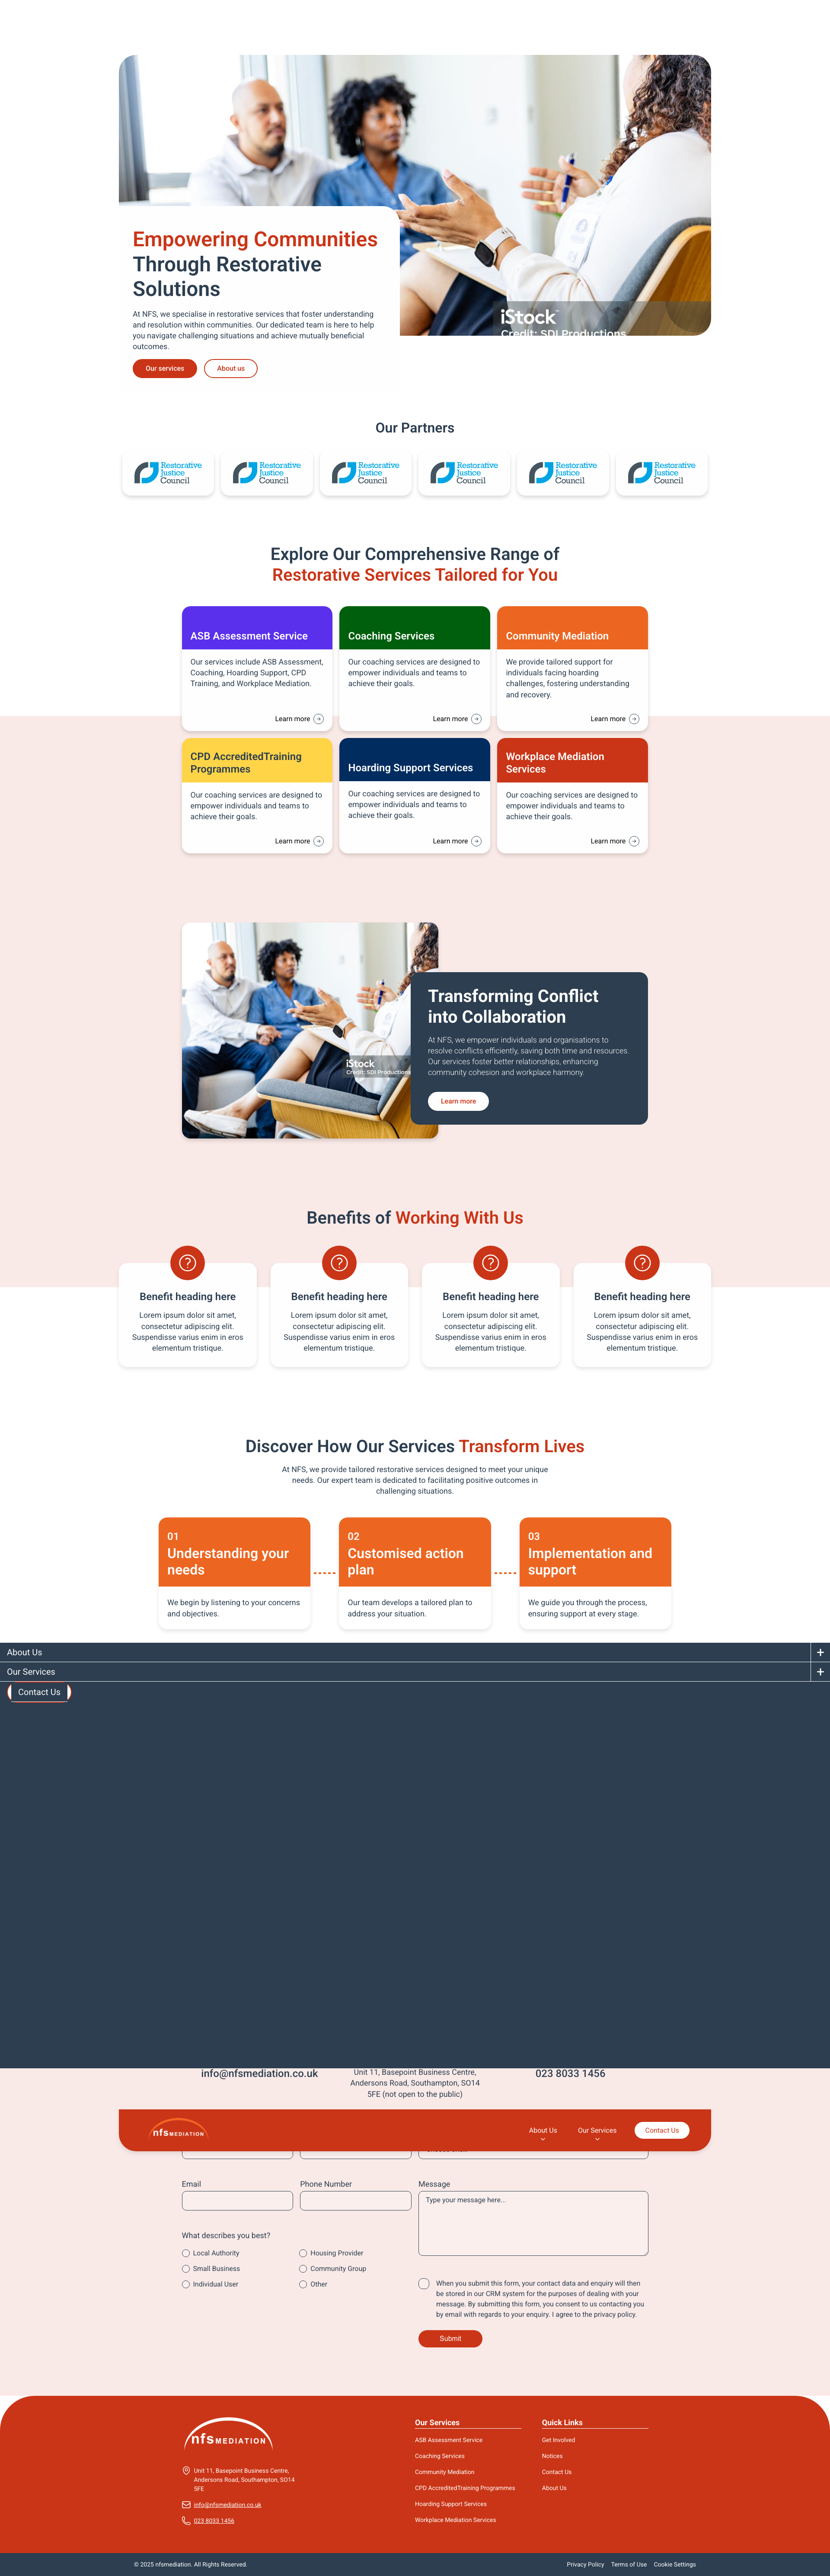 Empowering Communities
Through Restorative
Solutions
At NFS, we specialise in restorative services that foster understanding
and resolution within communities. Our dedicated team is here to help
you navigate challenging situations and achieve mutually beneficial
outcomes.
Our services
About us
iStock
Credit: SDI Productions
Our Partners
Restorative
Justice
Council
Restorative
Justice
Council
Restorative
Justice
Council
Restorative
Justice
Council
Restorative
Justice
Council
Restorative
Justice
Council
Explore Our Comprehensive Range of
Restorative Services Tailored for You
ASB Assessment Service
Our services include ASB Assessment,
Coaching, Hoarding Support, CPD
Training, and Workplace Mediation.
Learn more
Coaching Services
Our coaching services are designed to
empower individuals and teams to
achieve their goals.
Learn more
Community Mediation
We provide tailored support for
individuals facing hoarding
challenges, fostering understanding
and recovery.
Learn more
CPD AccreditedTraining
Programmes
Our coaching services are designed to
empower individuals and teams to
achieve their goals.
Learn more
Hoarding Support Services
Our coaching services are designed to
empower individuals and teams to
achieve their goals.
Learn more
Workplace Mediation
Services
Our coaching services are designed to
empower individuals and teams to
achieve their goals.
Learn more
iStock
Credit: SDI Productions
Transforming Conflict
into Collaboration
At NFS, we empower individuals and organisations to
resolve conflicts efficiently, saving both time and resources.
Our services foster better relationships, enhancing
community cohesion and workplace harmony.
Learn more
Benefits of Working With Us
Benefit heading here
Lorem ipsum dolor sit amet,
consectetur adipiscing elit.
Suspendisse varius enim in eros
elementum tristique.
Benefit heading here
Lorem ipsum dolor sit amet,
consectetur adipiscing elit.
Suspendisse varius enim in eros
elementum tristique.
Benefit heading here
Lorem ipsum dolor sit amet,
consectetur adipiscing elit.
Suspendisse varius enim in eros
elementum tristique.
Benefit heading here
Lorem ipsum dolor sit amet,
consectetur adipiscing elit.
Suspendisse varius enim in eros
elementum tristique.
Discover How Our Services Transform Lives
At NFS, we provide tailored restorative services designed to meet your unique
needs. Our expert team is dedicated to facilitating positive outcomes in
challenging situations.
01
Understanding your
needs
We begin by listening to your concerns
and objectives.
02
Customised action
plan
Our team develops a tailored plan to
address your situation.
03
Implementation and
support
We guide you through the process,
ensuring support at every stage.
About Us
Our Services
Contact Us
info@nfsmediation.co.uk
Unit 11, Basepoint Business Centre,
Andersons Road, Southampton, SO14
5FE (not open to the public)
023 8033 1456
nfsMEDIATION
About Us
Our Services
Contact Us
Email
Phone Number
Message
Type your message here...
What describes you best?
Local Authority
Housing Provider
Small Business
Community Group
Individual User
Other
When you submit this form, your contact data and enquiry will then
be stored in our CRM system for the purposes of dealing with your
message. By submitting this form, you consent to us contacting you
by email with regards to your enquiry. I agree to the privacy policy.
Submit
nfsMEDIATION
Unit 11, Basepoint Business Centre,
Andersons Road, Southampton, SO14
5FE
info@nfsmediation.co.uk
023 8033 1456
Our Services
ASB Assessment Service
Coaching Services
Community Mediation
CPD AccreditedTraining Programmes
Hoarding Support Services
Workplace Mediation Services
Quick Links
Get Involved
Notices
Contact Us
About Us
© 2025 nfsmediation. All Rights Reserved.
Privacy Policy
Terms of Use
Cookie Settings